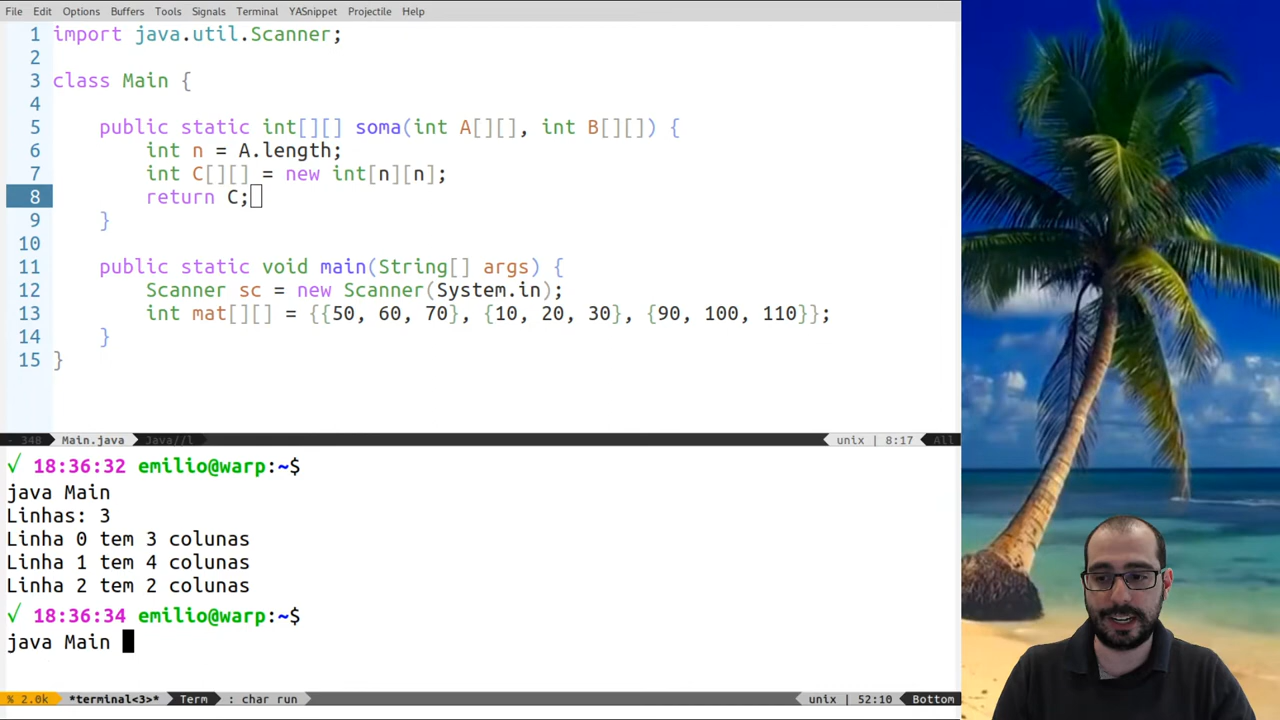 File Edit Options Buffers Tools Signals Terminal YASnippet Projectile Help
1 import java.util.Scanner;
2
3 class Main {
4
5 public static int[][] soma(int A[][], int B[][]) {
6 int n = A.length;
7 int C[][] = new int[n][n];
8 return C;
9 }
10
11 public static void main(String[] args) {
12 Scanner sc = new Scanner(System.in);
13 int mat[][] = {{50, 60, 70}, {10, 20, 30}, {90, 100, 110}};
14 }
15 }
- 348 Main.java Java//l unix | 8:17 All
√ 18:36:32 emilio@warp:~$
java Main
Linhas: 3
Linha 0 tem 3 colunas
Linha 1 tem 4 colunas
Linha 2 tem 2 colunas
√ 18:36:34 emilio@warp:~$
java Main
% 2.0k *terminal<3>* Term : char run unix | 52:10 Bottom